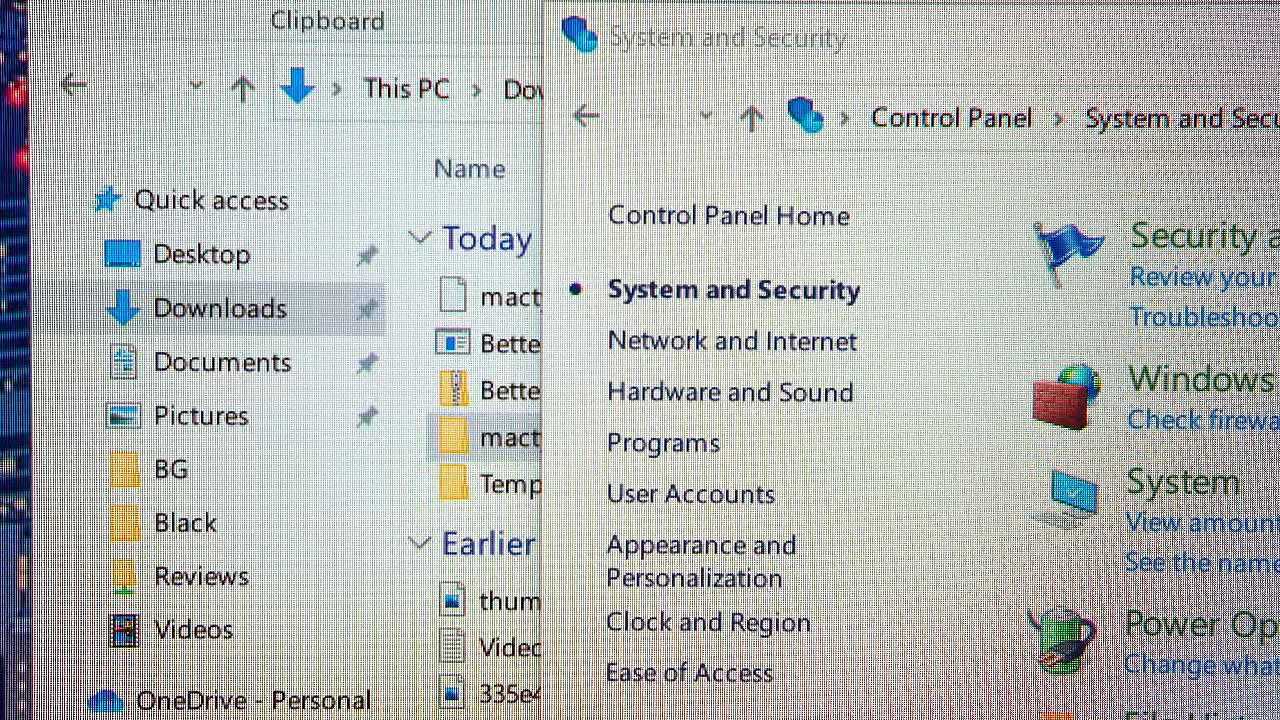 Clipboard
This PC
Name
Quick access
Desktop
Downloads
Documents
Pictures
BG
Black
Reviews
Videos
OneDrive - Personal
Today
mact
Bette
Bette
mact
Temp
Earlier
thum
Videc
335e4
System and Security
Control Panel > System and Secu
Control Panel Home
System and Security
Network and Internet
Hardware and Sound
Programs
User Accounts
Appearance and
Personalization
Clock and Region
Ease of Access
Security a
Review your
Troubleshoo
Windows
Check firewa
System
View amoun
See the name
Power Op
Change what